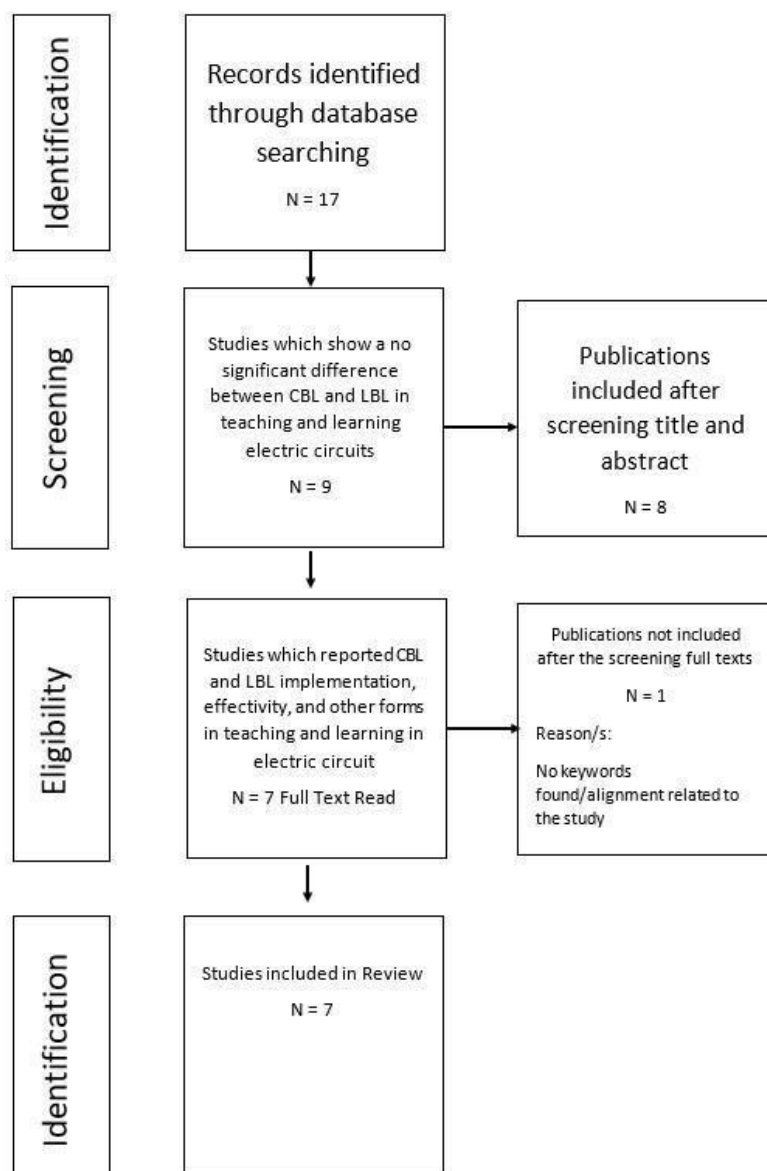 Identification
Records identified
through database
searching
N = 17
Screening
Studies which show a no
significant difference
between CBL and LBL in
teaching and learning
electric circuits
N = 9
Publications
included after
screening title and
abstract
N = 8
Eligibility
Studies which reported CBL
and LBL implementation,
effectivity, and other forms
in teaching and learning in
electric circuit
N = 7 Full Text Read
Publications not included
after the screening full texts
N = 1
Reason/s:
No keywords
found/alignment related to
the study
Identification
Studies included in Review
N = 7